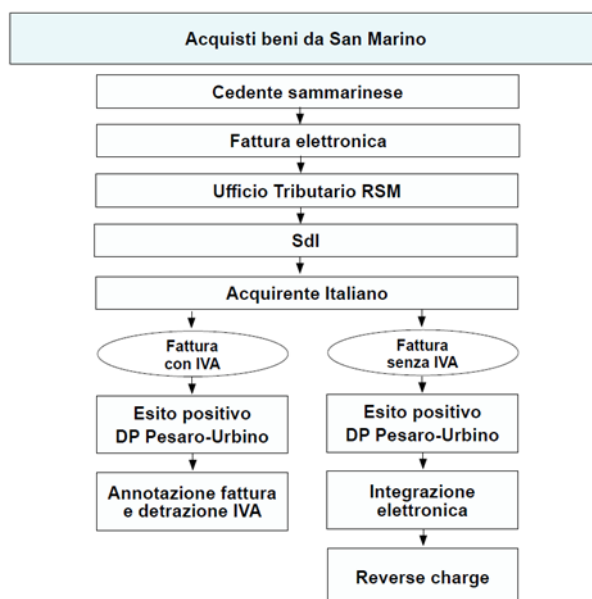 Acquisti beni da San Marino
Cedente sammarinese
Fattura elettronica
Ufficio Tributario RSM
SdI
Acquirente Italiano
Fattura
con IVA
Fattura
senza IVA
Esito positivo
DP Pesaro-Urbino
Esito positivo
DP Pesaro-Urbino
Annotazione fattura
e detrazione IVA
Integrazione
elettronica
Reverse charge